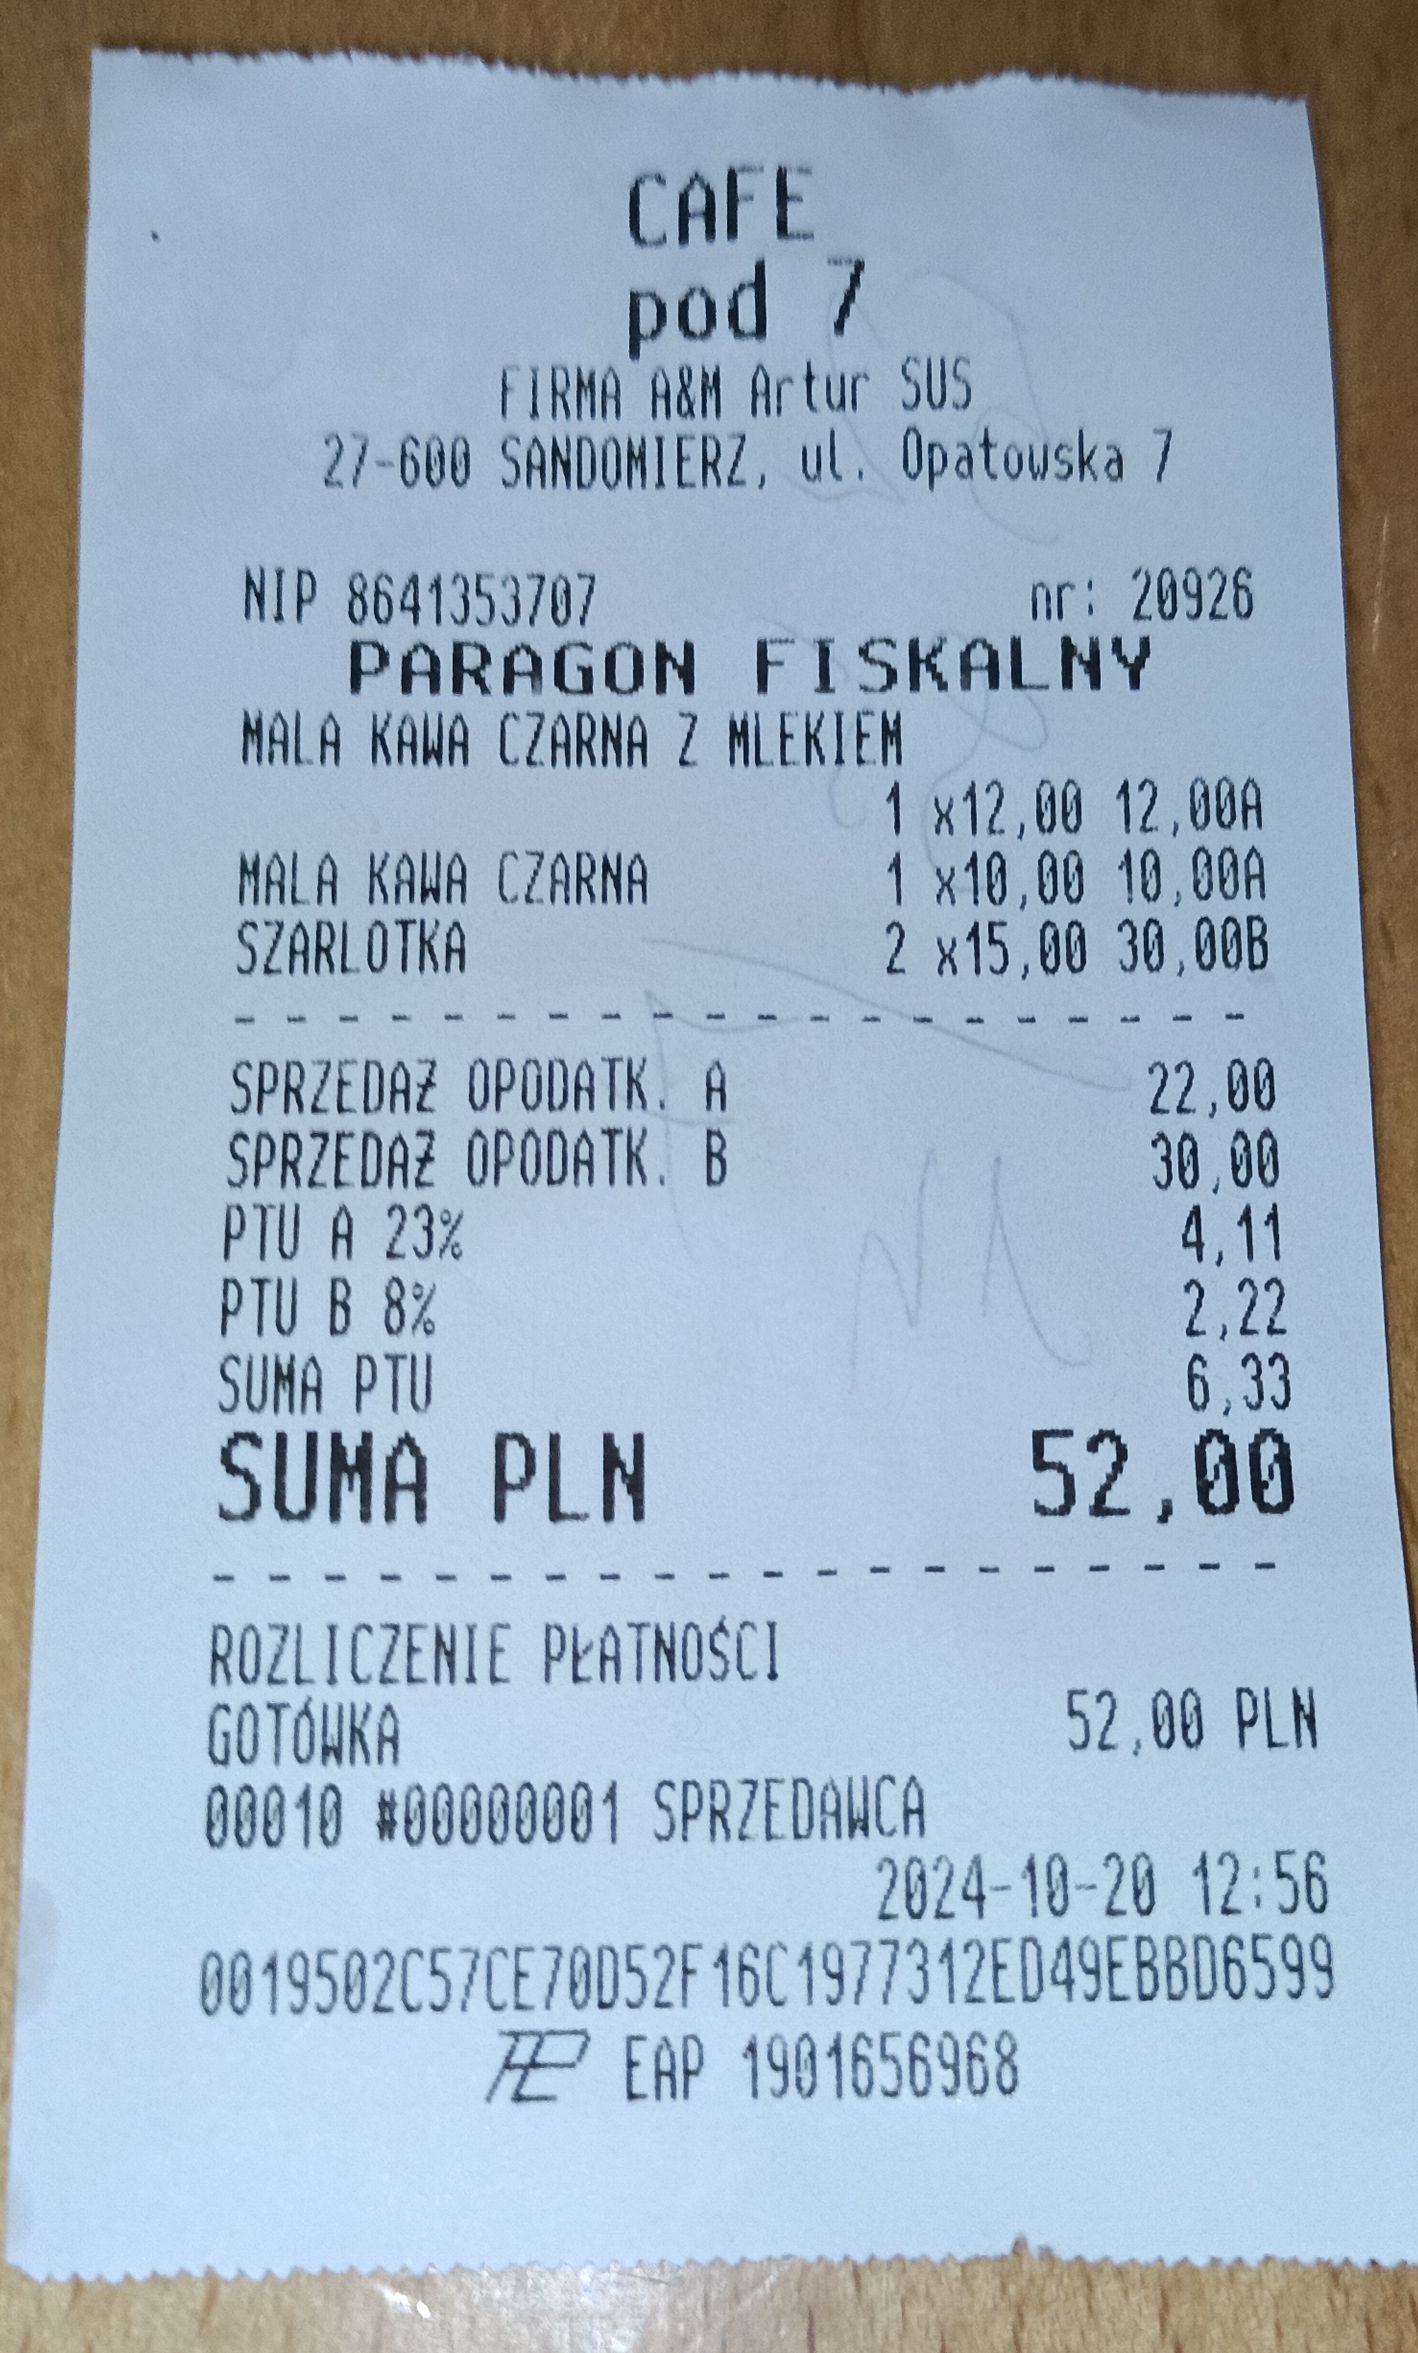 CAFE
pod 7
FIRMA A&M Artur SUS
27-600 SANDOMIERZ, ul. Opatowska 7
NIP 8641353707 nr: 20926
PARAGON FISKALNY
MALA KAWA CZARNA Z MLEKIEM
1 x12,00 12,00A
MALA KAWA CZARNA 1 x10,00 10,00A
SZARLOTKA 2 x15,00 30,00B
SPRZEDAŻ OPODATK. A 22,00
SPRZEDAŻ OPODATK. B 30,00
PTU A 23% 4,11
PTU B 8% 2,22
SUMA PTU 6,33
SUMA PLN 52,00
ROZLICZENIE PŁATNOŚCI
GOTÓWKA 52,00 PLN
00010 #00000001 SPRZEDAWCA
2024-10-20 12:56
0019502C57CE70D52F16C1977312ED49EBBD6599
EAP 1901656968